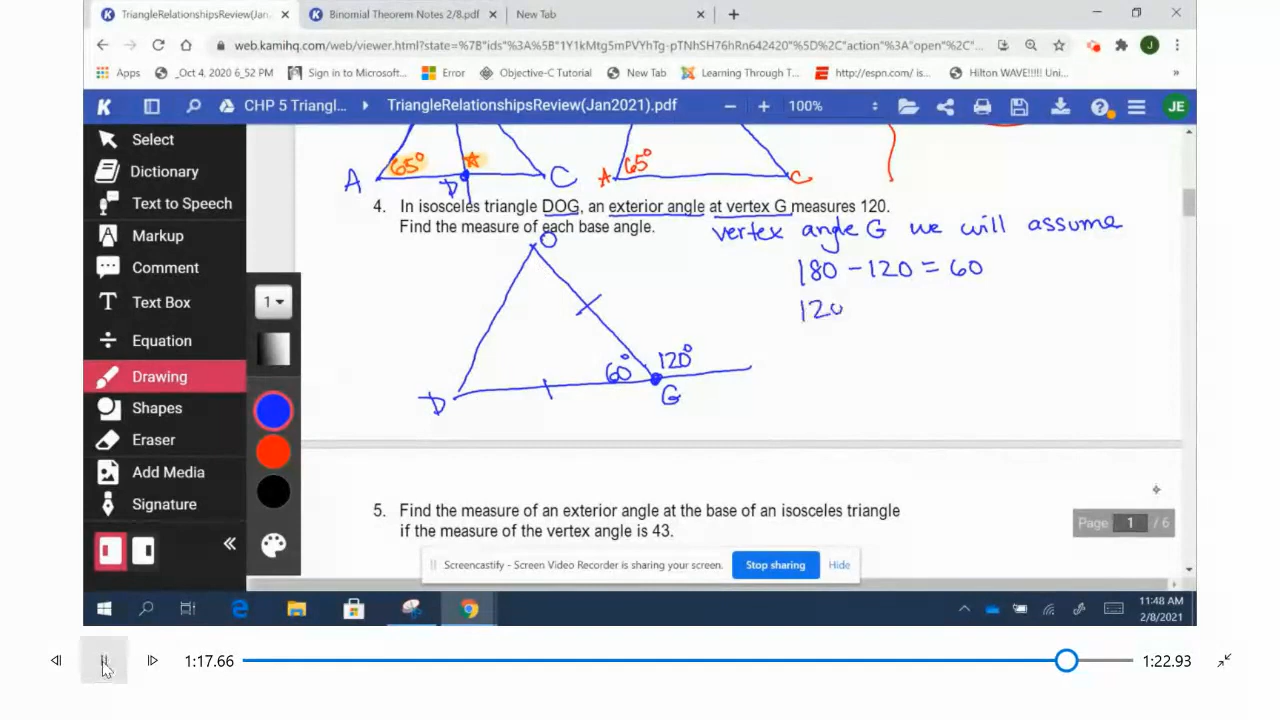 TriangleRelationshipsReview(Jan
Binomial Theorem Notes 2/8.pdf
New Tab
web.kamihq.com/web/viewer.html?state=%7B"ids"%3A%5B"1Y1kMtg5mPVYhTg-pTNhSH76hRn642420"%5D%2C"action"%3A"open"%2C"...
J
Apps
_Oct 4, 2020 6_52 PM
Sign in to Microsoft...
Error
Objective-C Tutorial
New Tab
Learning Through T...
http://espn.com/ is...
Hilton WAVE!!!!! Uni...
»
K
CHP 5 Triangl...
TriangleRelationshipsReview(Jan2021).pdf
100%
JE
Select
Dictionary
Text to Speech
Markup
Comment
Text Box
Equation
Drawing
Shapes
Eraser
Add Media
Signature
1
A 65° D C
A 65° C
4. In isosceles triangle DOG, an exterior angle at vertex G measures 120.
Find the measure of each base angle.
vertex angle G we will assume
180 - 120 = 60
120
O
60° 120°
D G
5. Find the measure of an exterior angle at the base of an isosceles triangle
if the measure of the vertex angle is 43.
Page 1 / 6
Screencastify - Screen Video Recorder is sharing your screen.
Stop sharing
Hide
11:48 AM
2/8/2021
1:17.66
1:22.93